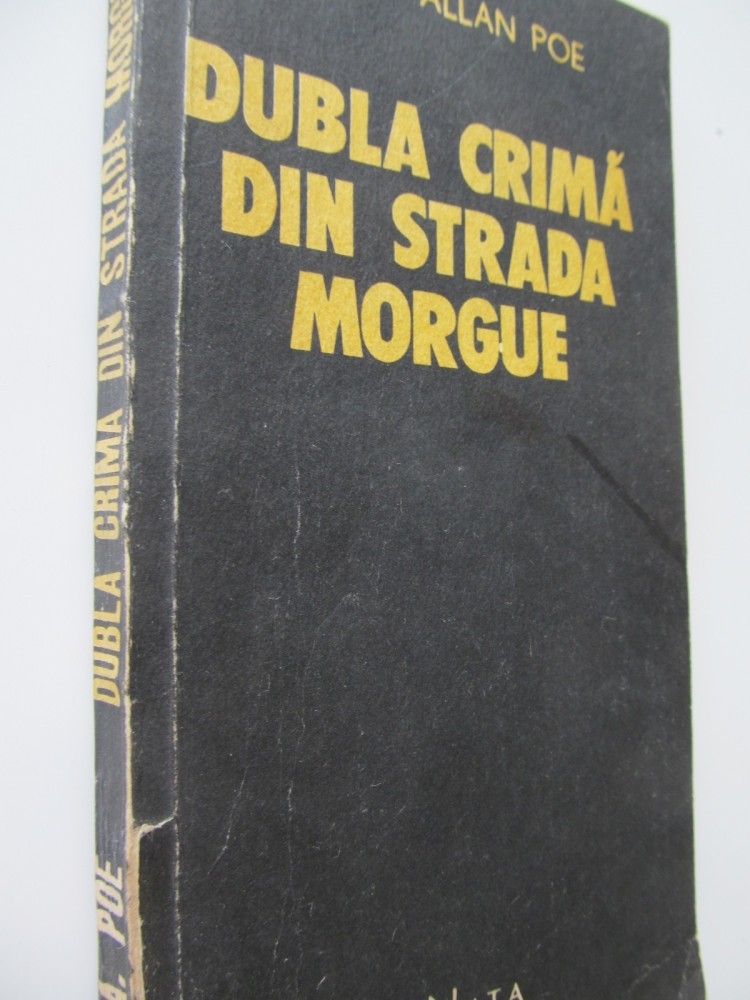 ALLAN POE
DUBLA CRIMĂ
DIN STRADA
MORGUE
A. POE DUBLA CRIMA DIN STRADA